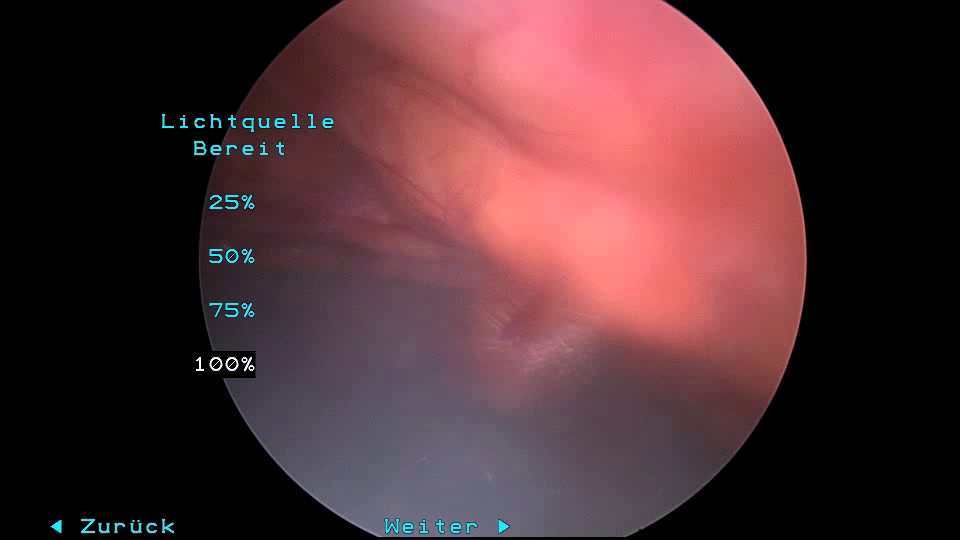 Lichtquelle
Bereit
25%
50%
75%
100%
◄ Zurück Weiter ►